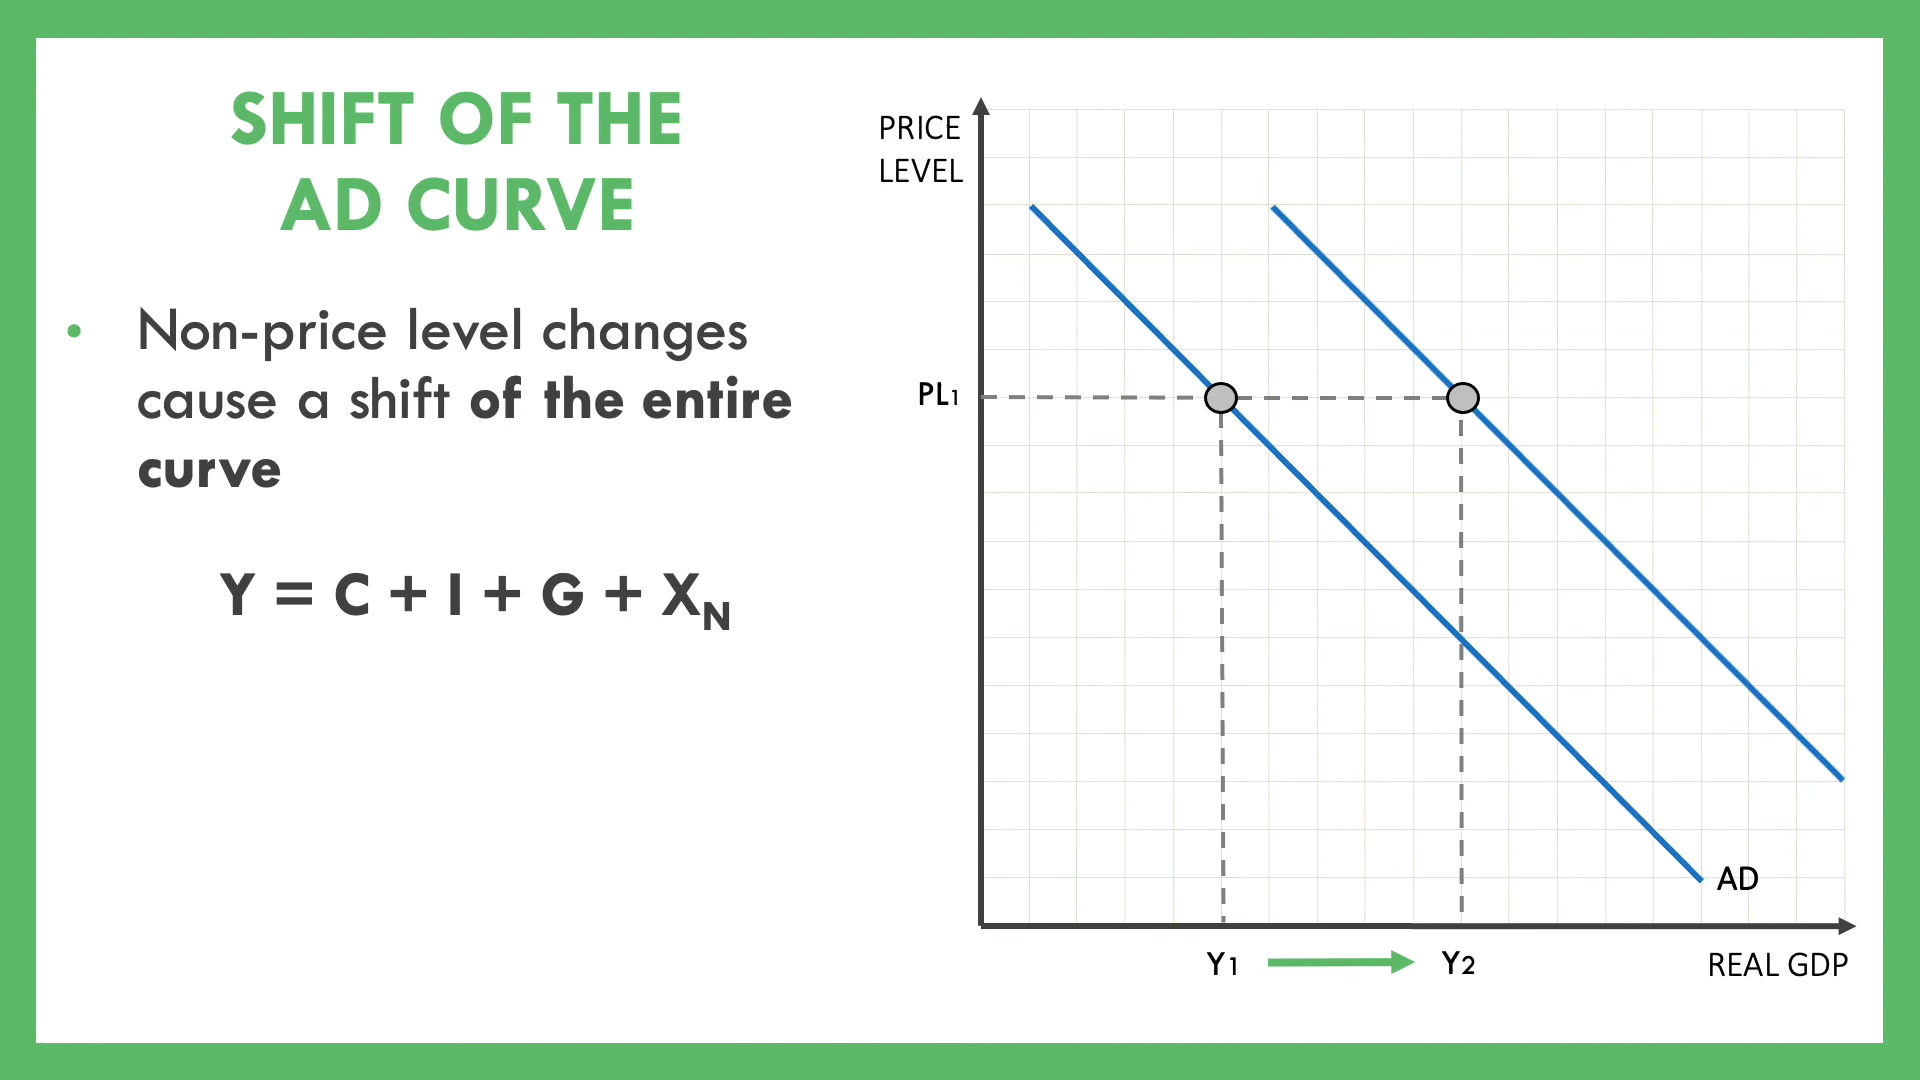 SHIFT OF THE
AD CURVE
• Non-price level changes
cause a shift of the entire
curve
Y = C + I + G + X_N
PRICE
LEVEL
PL1
AD
Y1
Y2
REAL GDP